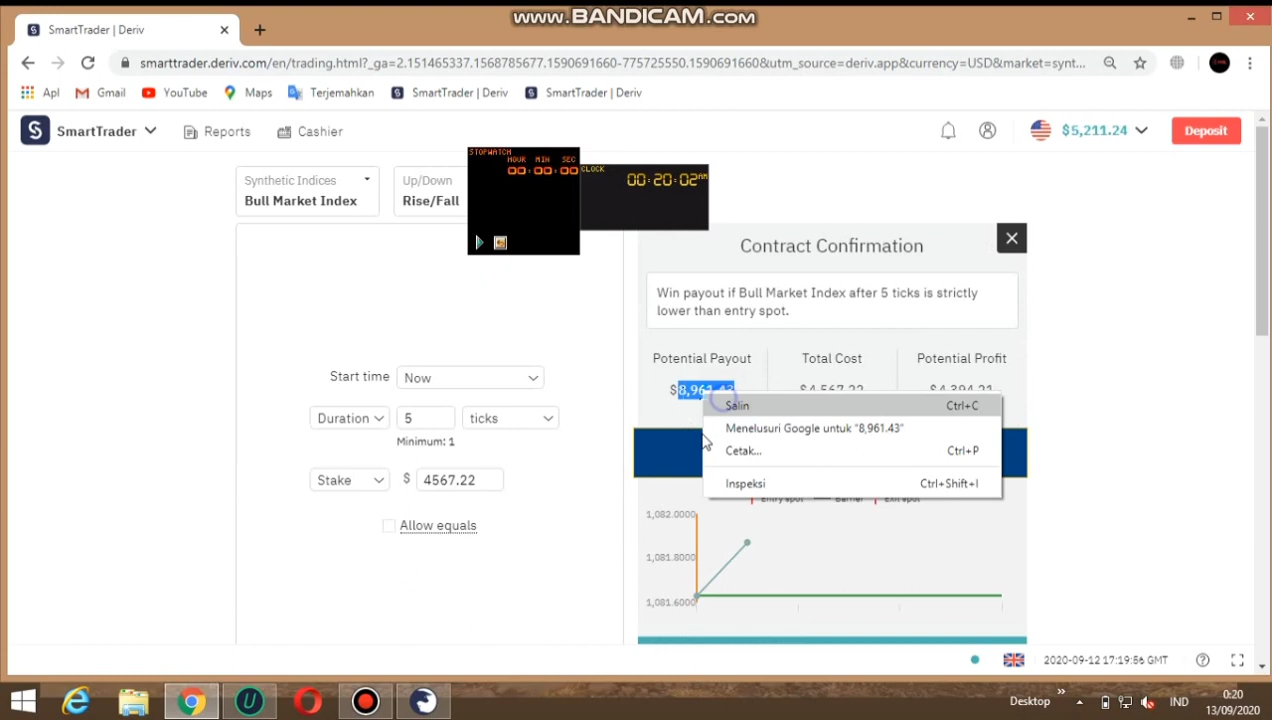 www.BANDICAM.com
SmartTrader | Deriv
smarttrader.deriv.com/en/trading.html?_ga=2.151465337.1568785677.1590691660-775725550.1590691660&utm_source=deriv.app&currency=USD&market=synt...
Apl Gmail YouTube Maps Terjemahkan SmartTrader | Deriv SmartTrader | Deriv
SmartTrader Reports Cashier $5,211.24 Deposit
STOPWATCH
HOUR MIN SEC
00:00:00
CLOCK
00:20:02
Synthetic Indices
Bull Market Index
Up/Down
Rise/Fall
Start time Now
Duration 5 ticks
Minimum: 1
Stake $ 4567.22
Allow equals
Contract Confirmation
Win payout if Bull Market Index after 5 ticks is strictly
lower than entry spot.
Potential Payout Total Cost Potential Profit
$8,961.43 $4,567.22 $4,394.21
Salin Ctrl+C
Menelusuri Google untuk "8,961.43"
Cetak... Ctrl+P
Inspeksi Ctrl+Shift+I
Entry spot Barrier Exit spot
1,082.0000
1,081.8000
1,081.6000
2020-09-12 17:19:56 GMT
Desktop IND
0:20
13/09/2020